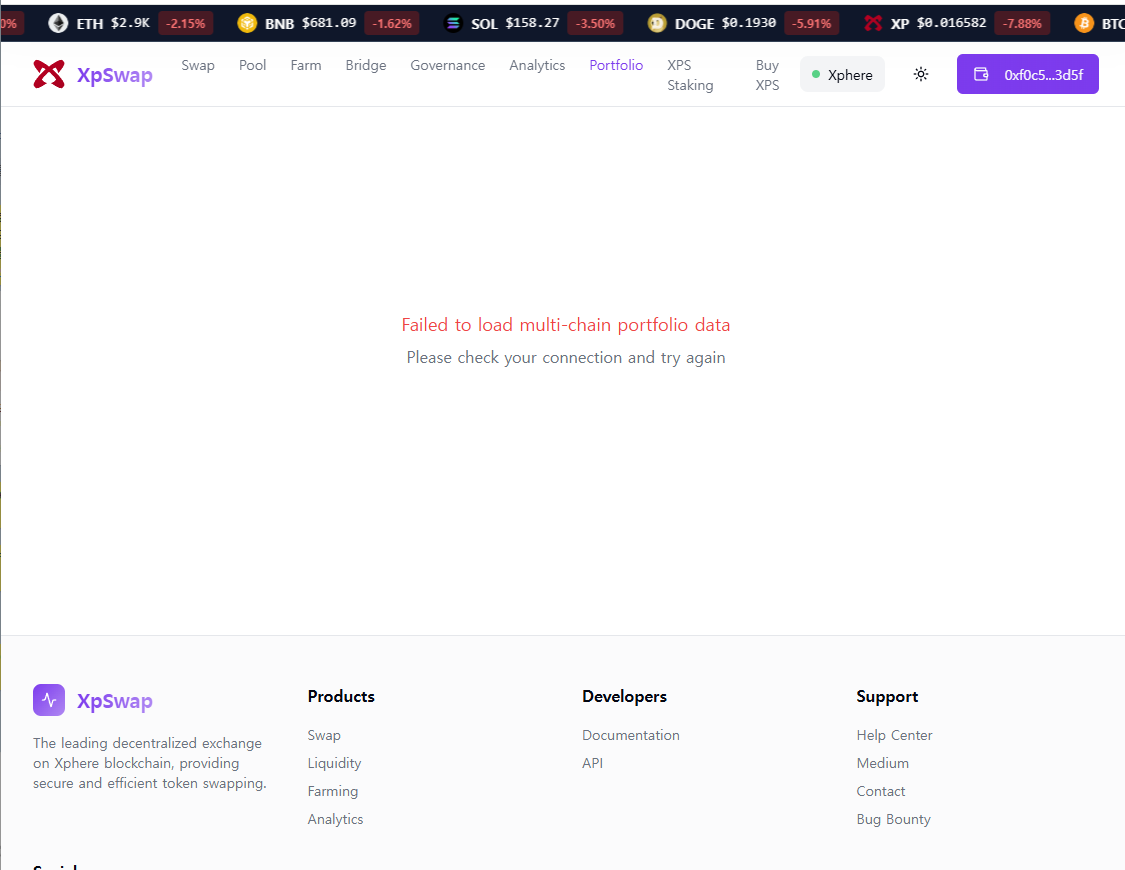 0% ETH $2.9K -2.15% BNB $681.09 -1.62% SOL $158.27 -3.50% DOGE $0.1930 -5.91% XP $0.016582 -7.88% BTC
XpSwap Swap Pool Farm Bridge Governance Analytics Portfolio XPS Staking Buy XPS Xphere 0xf0c5...3d5f
Failed to load multi-chain portfolio data
Please check your connection and try again
XpSwap
The leading decentralized exchange
on Xphere blockchain, providing
secure and efficient token swapping.
Products
Swap
Liquidity
Farming
Analytics
Developers
Documentation
API
Support
Help Center
Medium
Contact
Bug Bounty